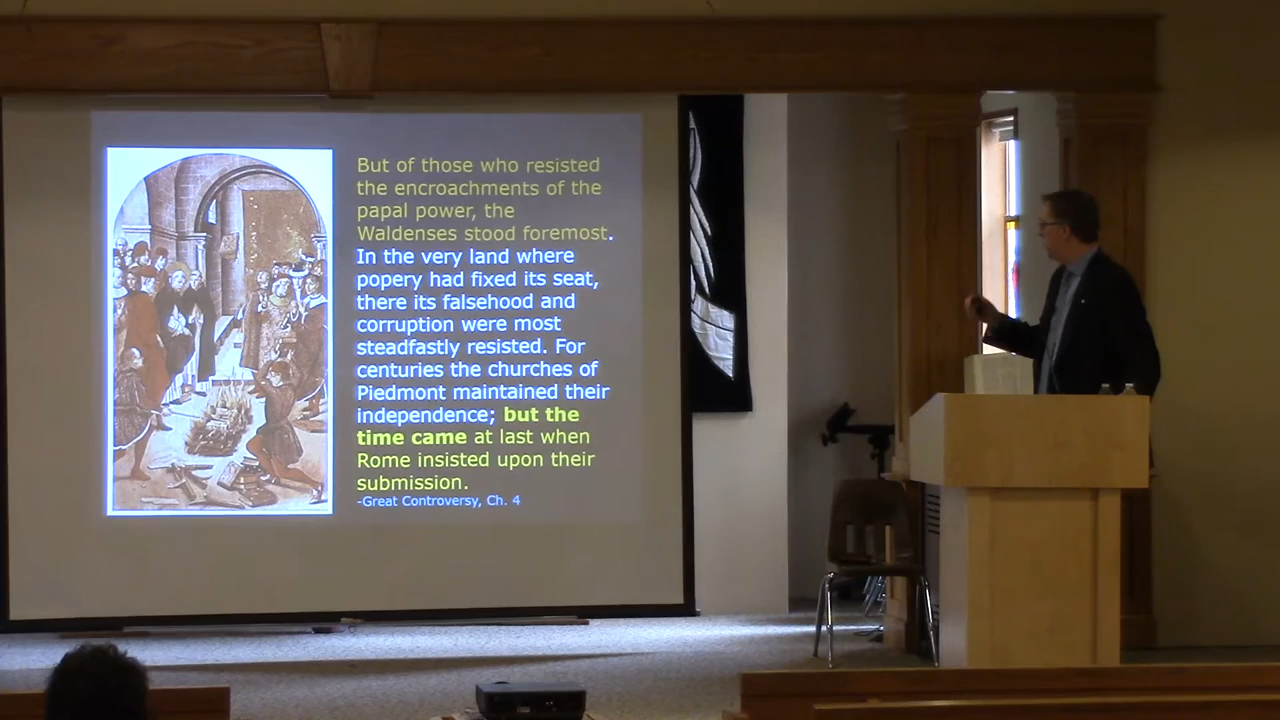 But of those who resisted
the encroachments of the
papal power, the
Waldenses stood foremost.
In the very land where
popery had fixed its seat,
there its falsehood and
corruption were most
steadfastly resisted. For
centuries the churches of
Piedmont maintained their
independence; but the
time came at last when
Rome insisted upon their
submission.
-Great Controversy, Ch. 4